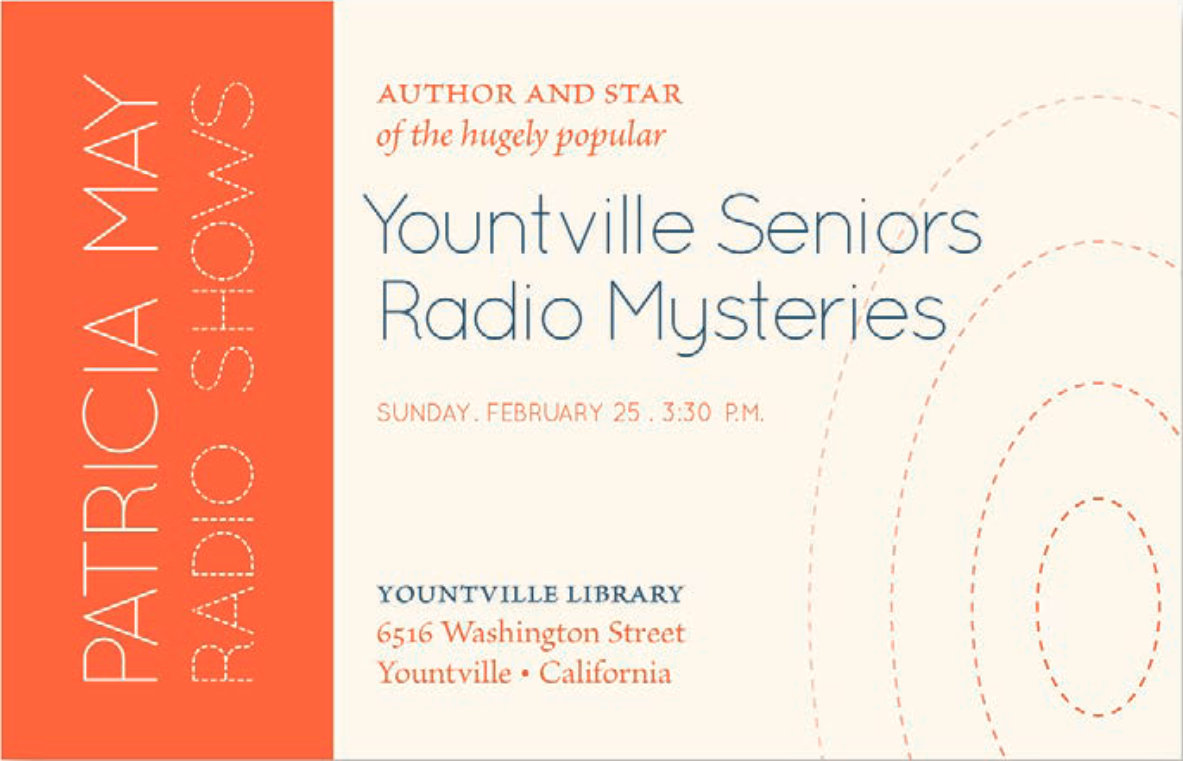 PATRICIA MAY
RADIO SHOWS
AUTHOR AND STAR
of the hugely popular
Yountville Seniors
Radio Mysteries
SUNDAY. FEBRUARY 25 . 3:30 P.M.
YOUNTVILLE LIBRARY
6516 Washington Street
Yountville • California